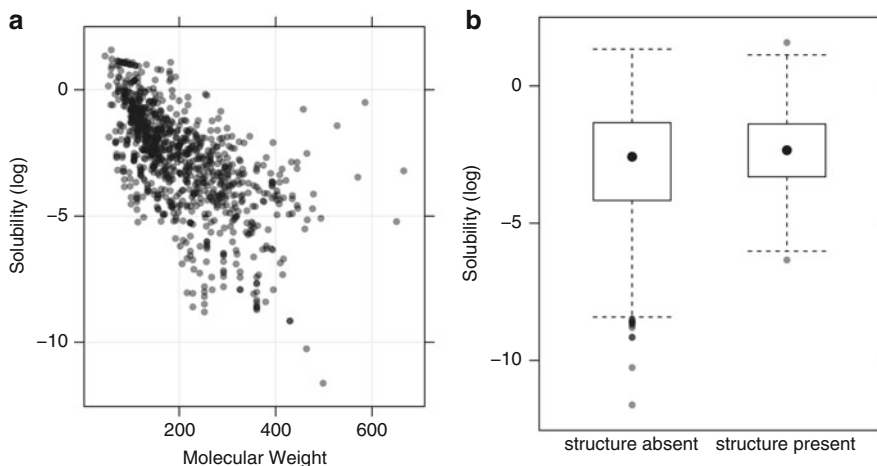 a
Solubility (log)
0
−5
−10
200
400
600
Molecular Weight
b
Solubility (log)
0
−5
−10
structure absent
structure present